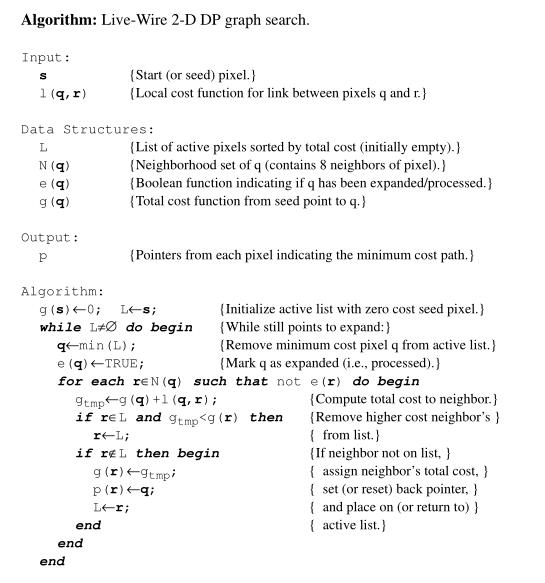 Algorithm: Live-Wire 2-D DP graph search.
Input:
s {Start (or seed) pixel.}
l(q,r) {Local cost function for link between pixels q and r.}
Data Structures:
L {List of active pixels sorted by total cost (initially empty).}
N(q) {Neighborhood set of q (contains 8 neighbors of pixel).}
e(q) {Boolean function indicating if q has been expanded/processed.}
g(q) {Total cost function from seed point to q.}
Output:
p {Pointers from each pixel indicating the minimum cost path.}
Algorithm:
g(s)←0; L←s; {Initialize active list with zero cost seed pixel.}
while L≠∅ do begin {While still points to expand:}
q←min(L); {Remove minimum cost pixel q from active list.}
e(q)←TRUE; {Mark q as expanded (i.e., processed).}
for each r∈N(q) such that not e(r) do begin
gtmp←g(q)+l(q,r); {Compute total cost to neighbor.}
if r∈L and gtmp<g(r) then {Remove higher cost neighbor's }
r←L; { from list.}
if r∉L then begin {If neighbor not on list, }
g(r)←gtmp; { assign neighbor's total cost, }
p(r)←q; { set (or reset) back pointer, }
L←r; { and place on (or return to) }
end { active list.}
end
end